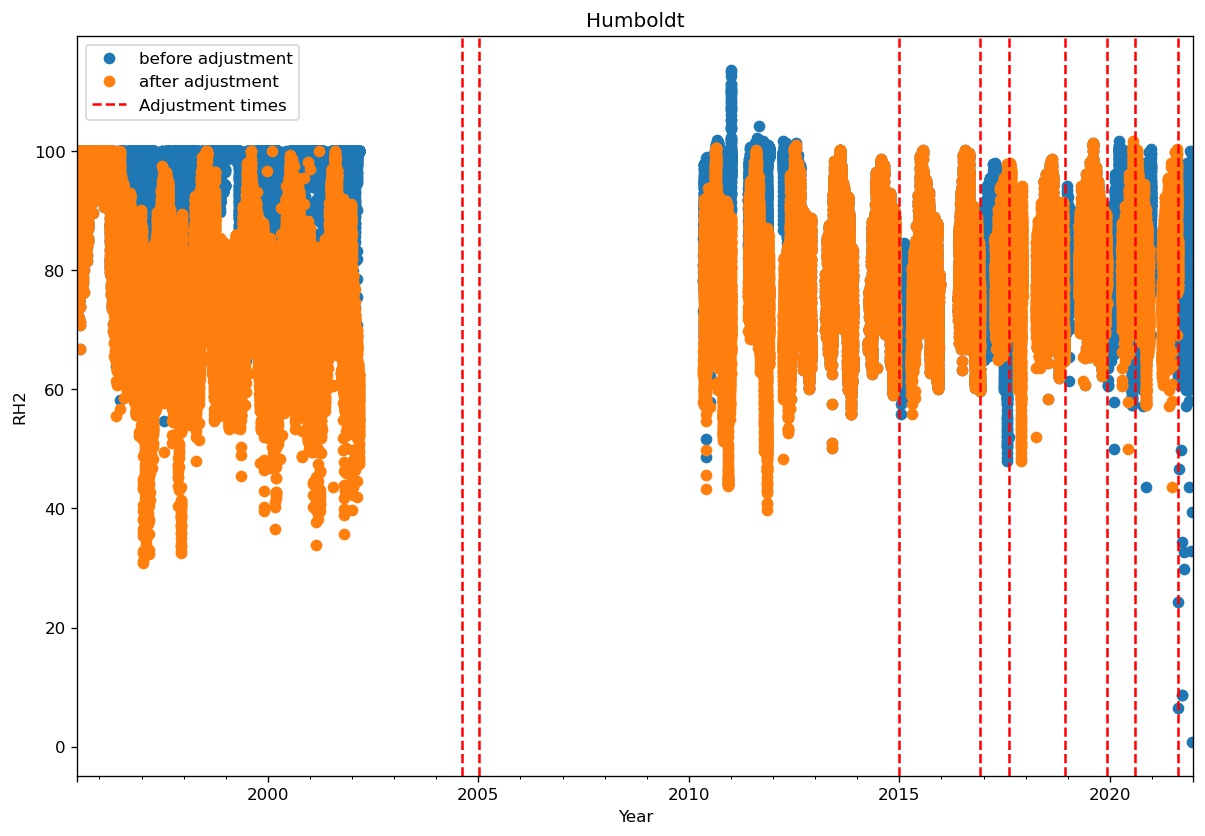 Humboldt
before adjustment
after adjustment
Adjustment times
RH2
100
80
60
40
20
0
2000 2005 2010 2015 2020
Year